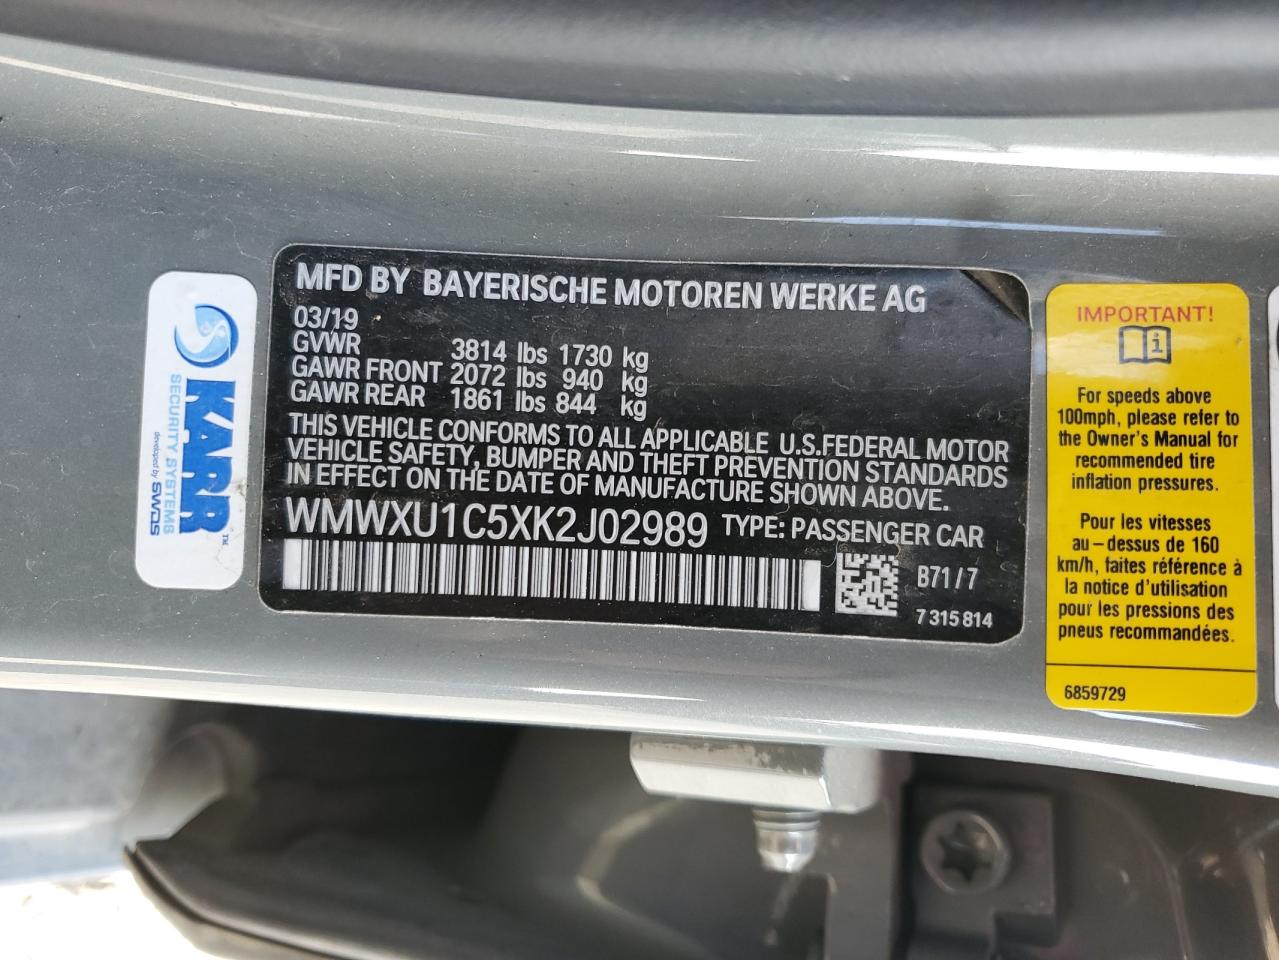 MFD BY BAYERISCHE MOTOREN WERKE AG
03/19
GVWR 3814 lbs 1730 kg
GAWR FRONT 2072 lbs 940 kg
GAWR REAR 1861 lbs 844 kg
THIS VEHICLE CONFORMS TO ALL APPLICABLE U.S.FEDERAL MOTOR
VEHICLE SAFETY, BUMPER AND THEFT PREVENTION STANDARDS
IN EFFECT ON THE DATE OF MANUFACTURE SHOWN ABOVE.
WMWXU1C5XK2J02989 TYPE: PASSENGER CAR
B71/7
7 315 814
KARR™
SECURITY SYSTEMS
developed by SWDS
IMPORTANT!
i
For speeds above
100mph, please refer to
the Owner's Manual for
recommended tire
inflation pressures.
Pour les vitesses
au-dessus de 160
km/h, faites référence à
la notice d'utilisation
pour les pressions des
pneus recommandées.
6859729